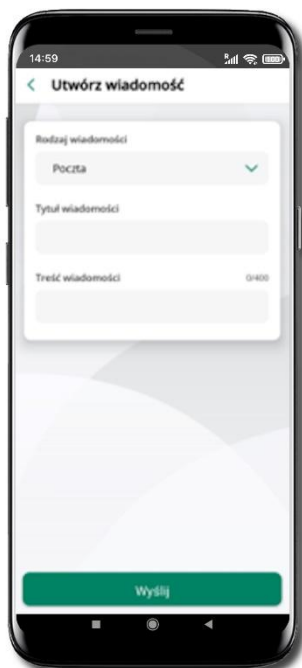 14:59
Utwórz wiadomość
Rodzaj wiadomości
Poczta
Tytuł wiadomości
Treść wiadomości 0/400
Wyślij